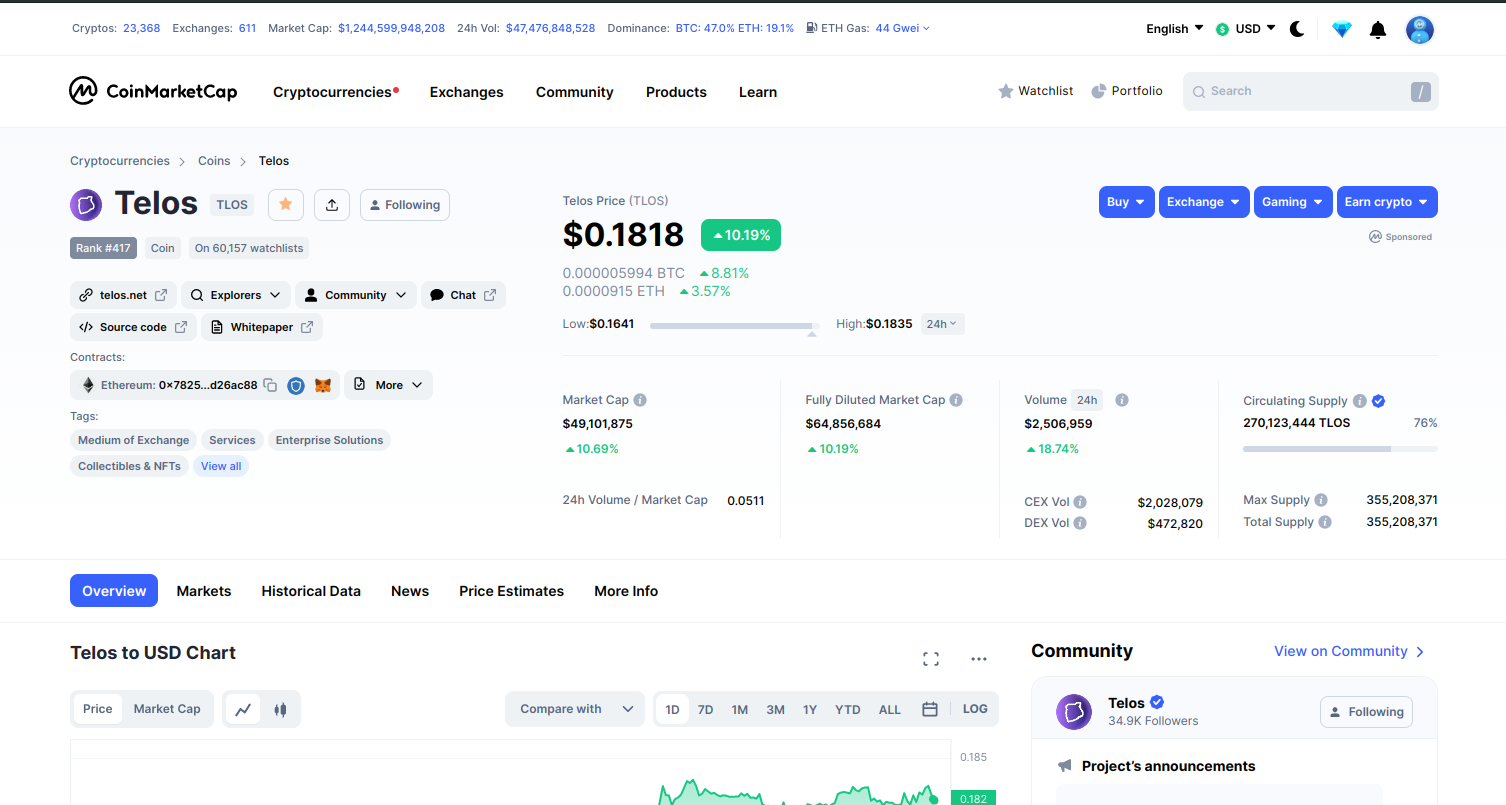 Cryptos: 23,368 Exchanges: 611 Market Cap: $1,244,599,948,208 24h Vol: $47,476,848,528 Dominance: BTC: 47.0% ETH: 19.1% ETH Gas: 44 Gwei English USD
CoinMarketCap Cryptocurrencies Exchanges Community Products Learn Watchlist Portfolio Search /
Cryptocurrencies Coins Telos
Telos TLOS Following
Rank #417 Coin On 60,157 watchlists
telos.net Explorers Community Chat
Source code Whitepaper
Contracts:
Ethereum: 0x7825...d26ac88 More
Tags:
Medium of Exchange Services Enterprise Solutions
Collectibles & NFTs View all
Telos Price (TLOS)
$0.1818 10.19%
0.000005994 BTC 8.81%
0.0000915 ETH 3.57%
Low:$0.1641 High:$0.1835 24h
Buy Exchange Gaming Earn crypto
Sponsored
Market Cap
$49,101,875
10.69%
24h Volume / Market Cap 0.0511
Fully Diluted Market Cap
$64,856,684
10.19%
Volume 24h
$2,506,959
18.74%
CEX Vol $2,028,079
DEX Vol $472,820
Circulating Supply
270,123,444 TLOS 76%
Max Supply 355,208,371
Total Supply 355,208,371
Overview Markets Historical Data News Price Estimates More Info
Telos to USD Chart
Price Market Cap Compare with 1D 7D 1M 3M 1Y YTD ALL LOG
0.185
0.182
Community View on Community
Telos
34.9K Followers
Following
Project's announcements